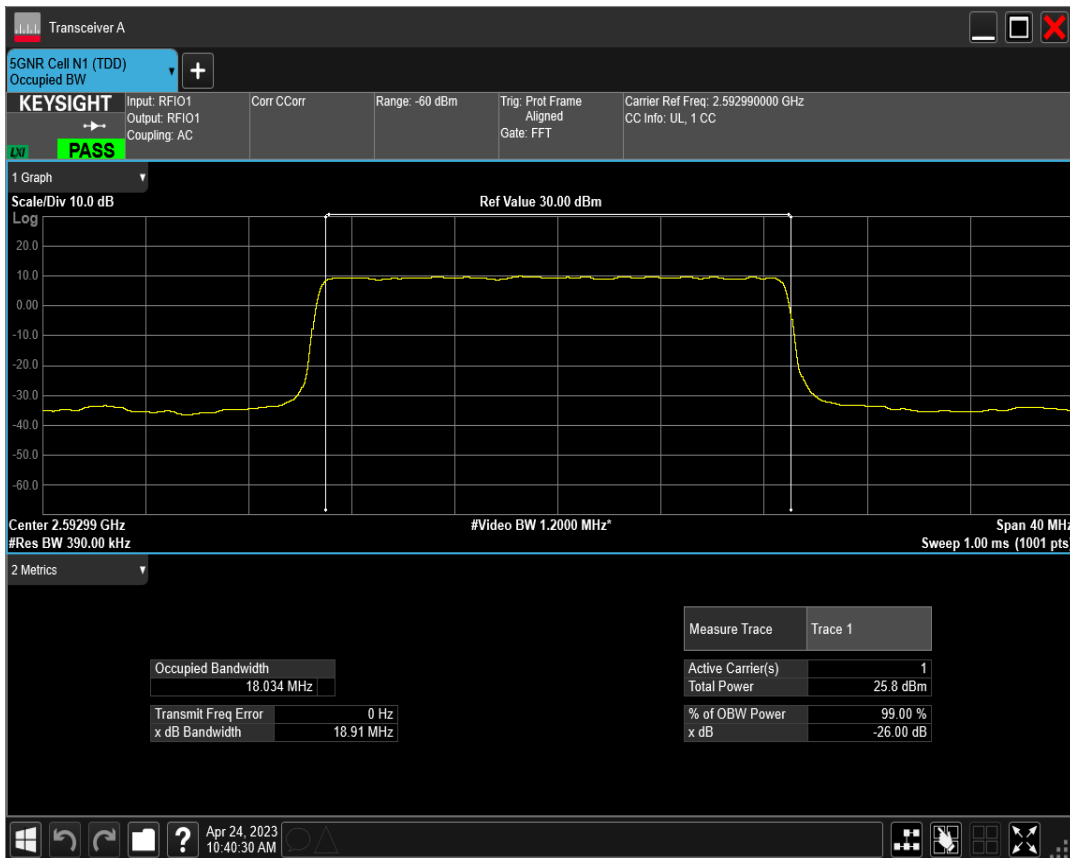 Transceiver A
5GNR Cell N1 (TDD)
Occupied BW
+
KEYSIGHT
LXI
PASS
Input: RFIO1
Output: RFIO1
Coupling: AC
Corr CCorr
Range: -60 dBm
Trig: Prot Frame
Aligned
Gate: FFT
Carrier Ref Freq: 2.592990000 GHz
CC Info: UL, 1 CC
1 Graph
Scale/Div 10.0 dB
Ref Value 30.00 dBm
Log
20.0
10.0
0.00
-10.0
-20.0
-30.0
-40.0
-50.0
-60.0
Center 2.59299 GHz
#Video BW 1.2000 MHz*
Span 40 MHz
#Res BW 390.00 kHz
Sweep 1.00 ms (1001 pts)
2 Metrics
Measure Trace Trace 1
Occupied Bandwidth
18.034 MHz
Active Carrier(s) 1
Total Power 25.8 dBm
Transmit Freq Error 0 Hz
x dB Bandwidth 18.91 MHz
% of OBW Power 99.00 %
x dB -26.00 dB
?
Apr 24, 2023
10:40:30 AM